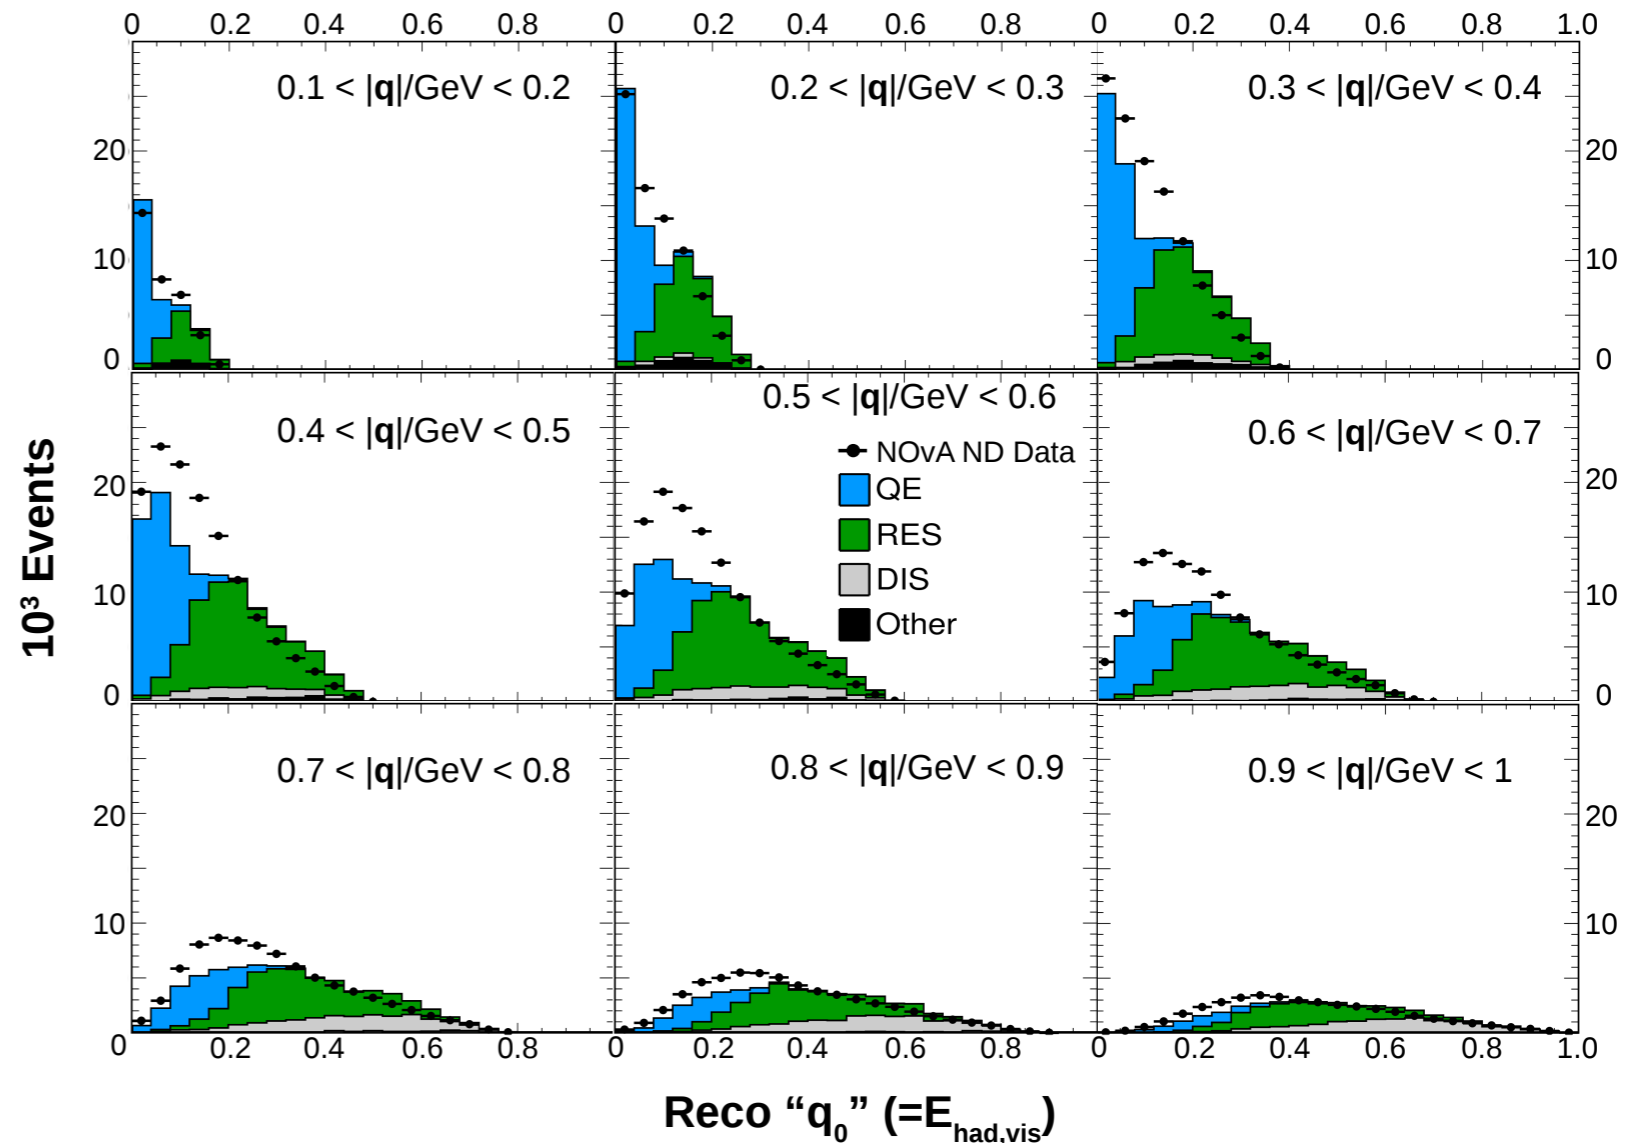 0 0.2 0.4 0.6 0.8 0 0.2 0.4 0.6 0.8 0 0.2 0.4 0.6 0.8 1.0
0.1 < |q|/GeV < 0.2
0.2 < |q|/GeV < 0.3
0.3 < |q|/GeV < 0.4
20 20
10 10
0 0
0.4 < |q|/GeV < 0.5
0.5 < |q|/GeV < 0.6
0.6 < |q|/GeV < 0.7
NOvA ND Data
QE
RES
DIS
Other
20 20
10 10
0 0
10³ Events
0.7 < |q|/GeV < 0.8
0.8 < |q|/GeV < 0.9
0.9 < |q|/GeV < 1
20 20
10 10
0 0.2 0.4 0.6 0.8 0 0.2 0.4 0.6 0.8 0 0.2 0.4 0.6 0.8 1.0
Reco “q₀” (=E_had,vis)